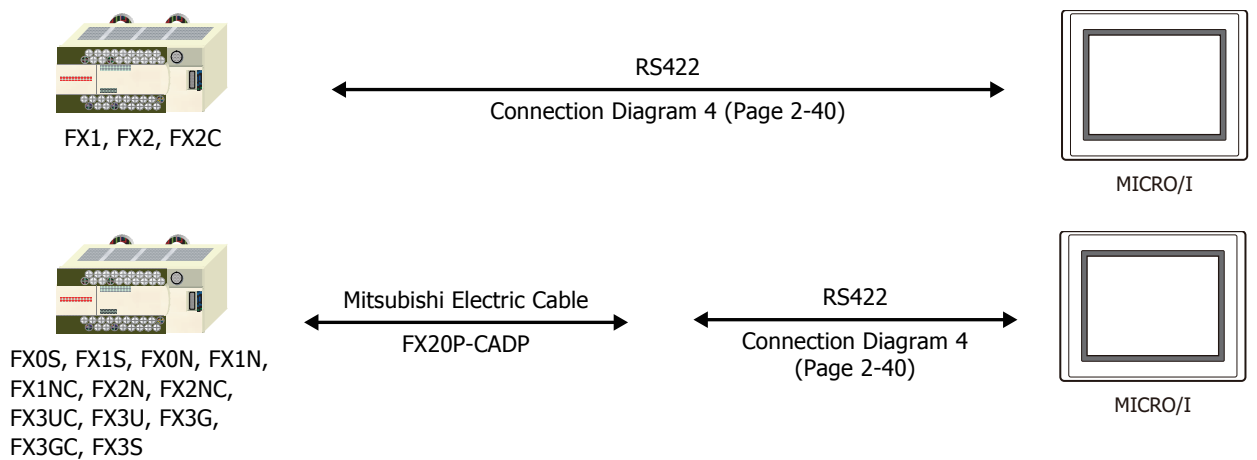 RS422
Connection Diagram 4 (Page 2-40)
FX1, FX2, FX2C
MICRO/I
Mitsubishi Electric Cable
FX20P-CADP
RS422
Connection Diagram 4
(Page 2-40)
FX0S, FX1S, FX0N, FX1N,
FX1NC, FX2N, FX2NC,
FX3UC, FX3U, FX3G,
FX3GC, FX3S
MICRO/I